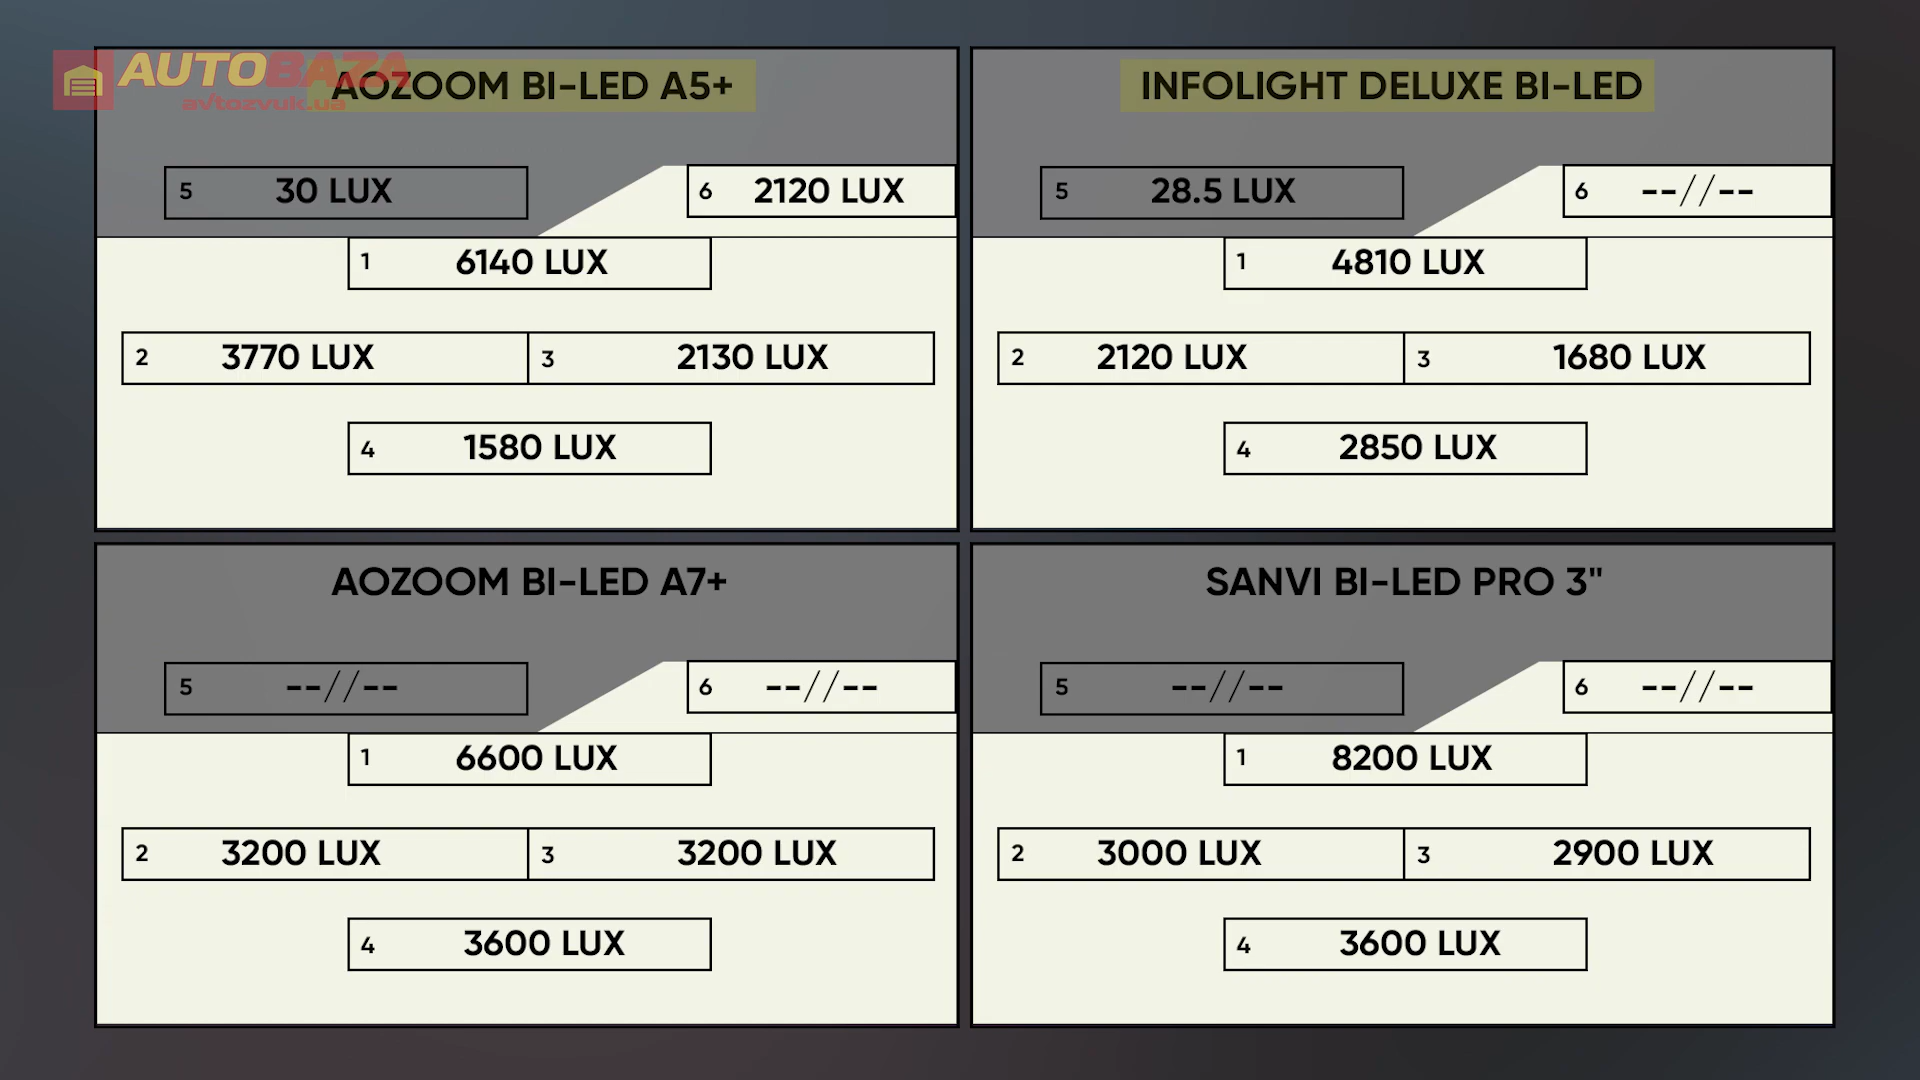 AUTOBAZA
avtozvuk.ua
AOZOOM BI-LED A5+
5 30 LUX
6 2120 LUX
1 6140 LUX
2 3770 LUX
3 2130 LUX
4 1580 LUX
INFOLIGHT DELUXE BI-LED
5 28.5 LUX
6 --//--
1 4810 LUX
2 2120 LUX
3 1680 LUX
4 2850 LUX
AOZOOM BI-LED A7+
5 --//--
6 --//--
1 6600 LUX
2 3200 LUX
3 3200 LUX
4 3600 LUX
SANVI BI-LED PRO 3"
5 --//--
6 --//--
1 8200 LUX
2 3000 LUX
3 2900 LUX
4 3600 LUX